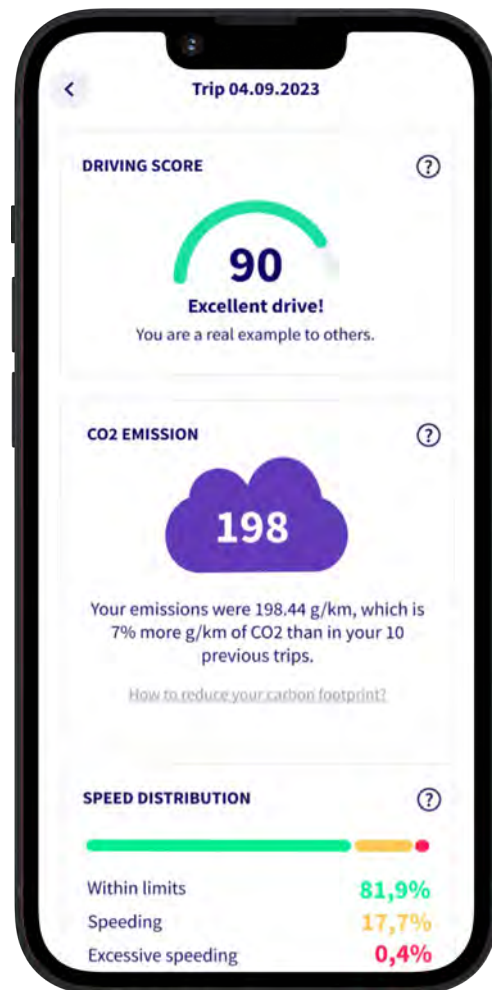 Trip 04.09.2023
DRIVING SCORE
?
90
Excellent drive!
You are a real example to others.
CO2 EMISSION
?
198
Your emissions were 198.44 g/km, which is
7% more g/km of CO2 than in your 10
previous trips.
How to reduce your carbon footprint?
SPEED DISTRIBUTION
?
Within limits 81,9%
Speeding 17,7%
Excessive speeding 0,4%